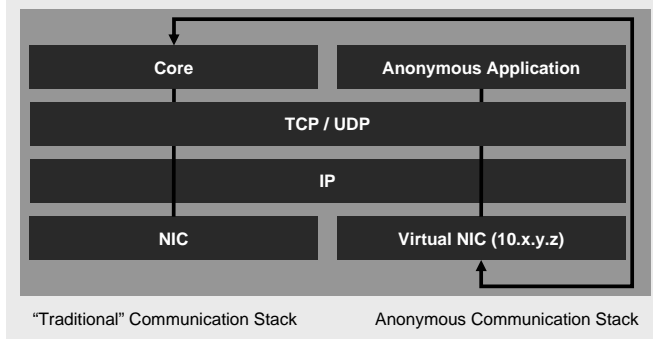 Core
Anonymous Application
TCP / UDP
IP
NIC
Virtual NIC (10.x.y.z)
“Traditional” Communication Stack
Anonymous Communication Stack